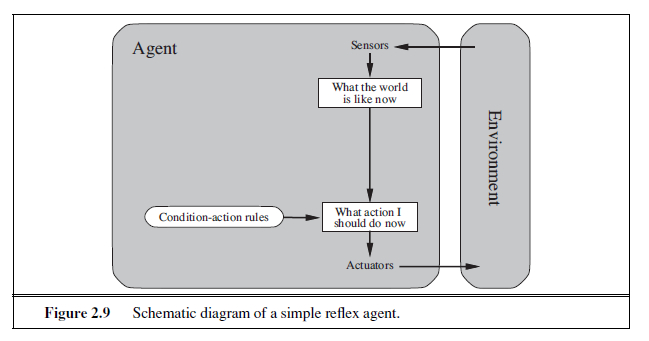 Agent
Sensors
What the world
is like now
Environment
Condition-action rules
What action I
should do now
Actuators
Figure 2.9 Schematic diagram of a simple reflex agent.